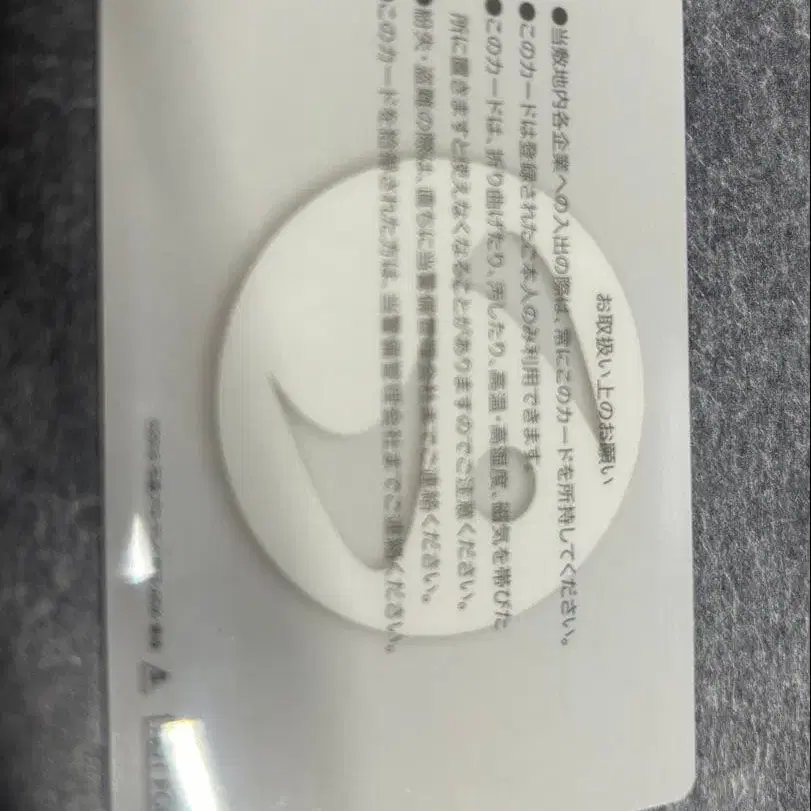 お取扱い上のお願い
●当敷地内各企業への入出の際は、常にこのカードを所持してください。
●このカードは登録されたご本人のみ利用できます。
●このカードは、折り曲げたり、汚したり、高温・高湿度、磁気を帯びた
所に置きますと使えなくなることがありますのでご注意ください。
●紛失・盗難の際は、直ちに当警備管理会社までご連絡ください。
●このカードを拾得された方は、当警備管理会社までご連絡ください。